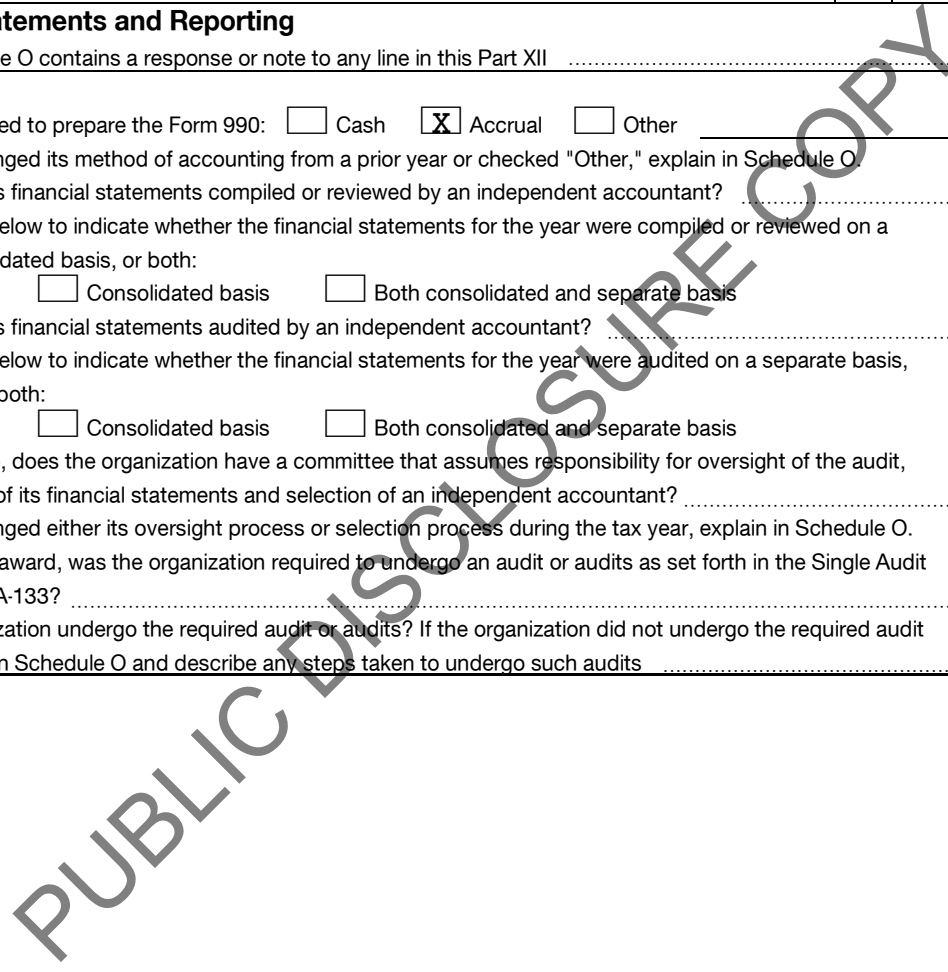 tements and Reporting
e O contains a response or note to any line in this Part XII
ed to prepare the Form 990: Cash X Accrual Other
nged its method of accounting from a prior year or checked "Other," explain in Schedule O.
s financial statements compiled or reviewed by an independent accountant?
elow to indicate whether the financial statements for the year were compiled or reviewed on a
dated basis, or both:
Consolidated basis Both consolidated and separate basis
s financial statements audited by an independent accountant?
elow to indicate whether the financial statements for the year were audited on a separate basis,
both:
Consolidated basis Both consolidated and separate basis
, does the organization have a committee that assumes responsibility for oversight of the audit,
of its financial statements and selection of an independent accountant?
nged either its oversight process or selection process during the tax year, explain in Schedule O.
award, was the organization required to undergo an audit or audits as set forth in the Single Audit
A-133?
zation undergo the required audit or audits? If the organization did not undergo the required audit
n Schedule O and describe any steps taken to undergo such audits
PUBLIC DISCLOSURE COPY